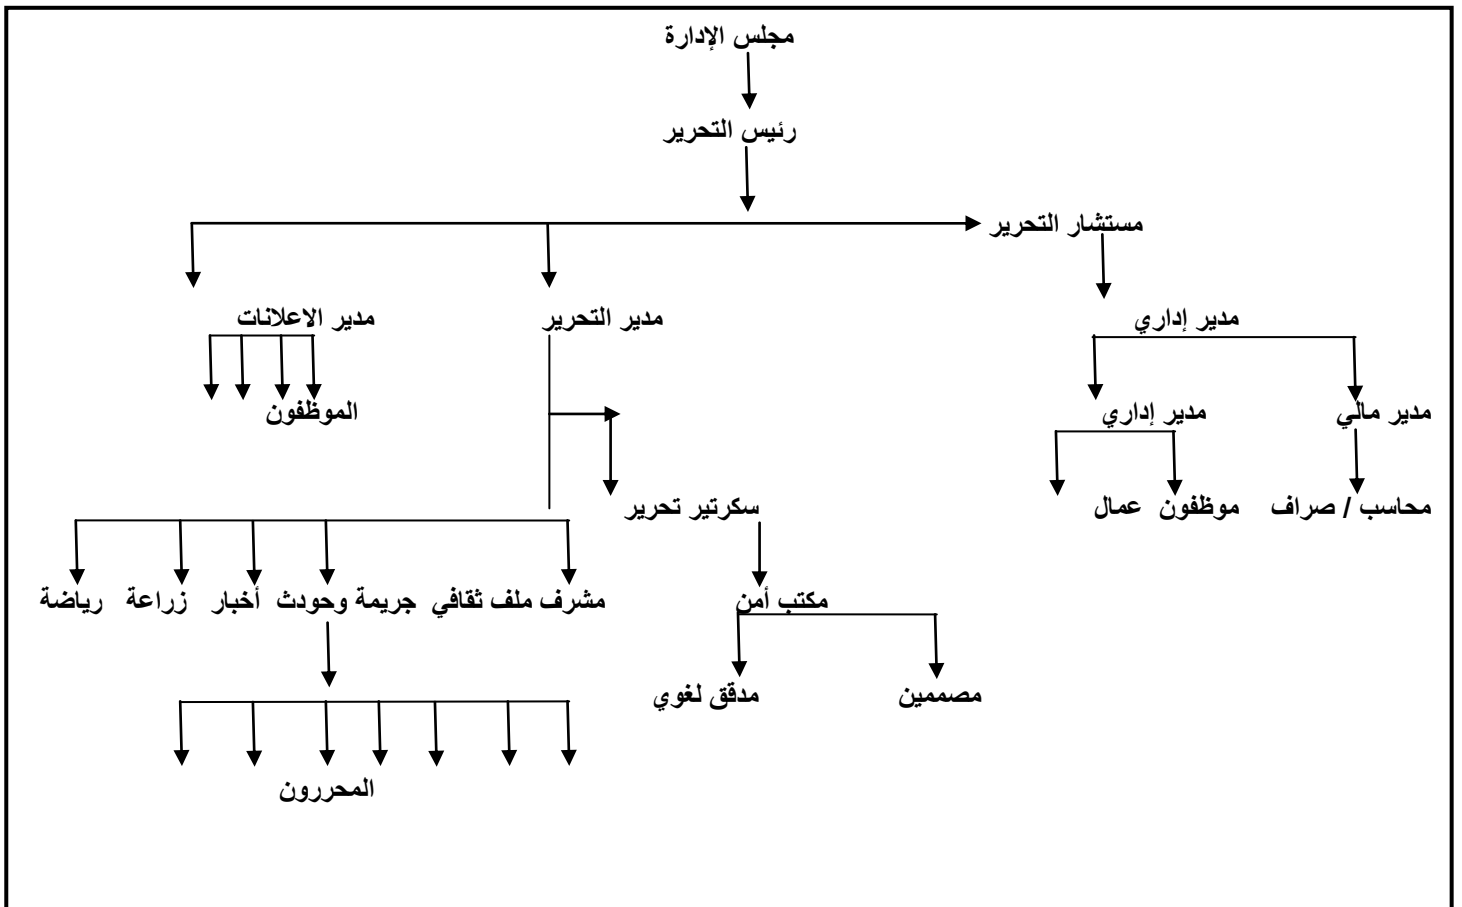 مجلس الإدارة
رئيس التحرير
مستشار التحرير
مدير إداري مدير التحرير مدير الاعلانات
مدير مالي مدير إداري الموظفون
محاسب / صراف موظفون عمال سكرتير تحرير
مكتب أمن مشرف ملف ثقافي جريمة وحودث أخبار زراعة رياضة
مصممين مدقق لغوي
المحررون